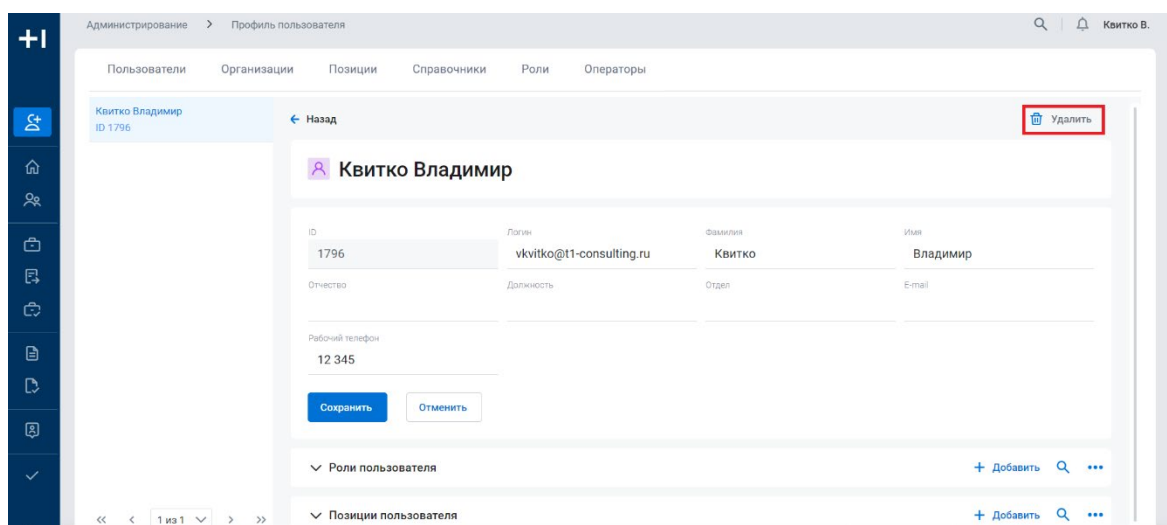 Администрирование > Профиль пользователя Квитко В.
Пользователи Организации Позиции Справочники Роли Операторы
Квитко Владимир
ID 1796
Назад Удалить
Квитко Владимир
ID Логин Фамилия Имя
1796 vkvitko@t1-consulting.ru Квитко Владимир
Отчество Должность Отдел E-mail
Рабочий телефон
12 345
Сохранить Отменить
Роли пользователя + Добавить
Позиции пользователя + Добавить
<< < 1 из 1 > >>